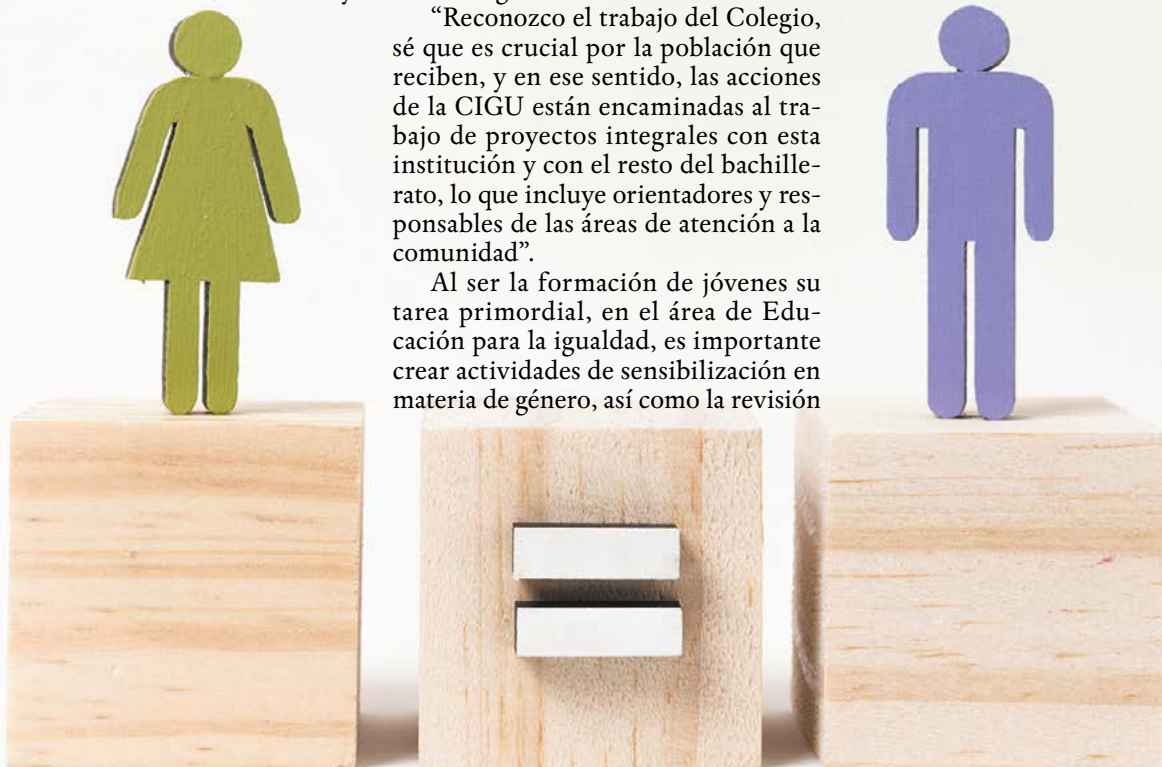 “Reconozco el trabajo del Colegio,
sé que es crucial por la población que
reciben, y en ese sentido, las acciones
de la CIGU están encaminadas al tra-
bajo de proyectos integrales con esta
institución y con el resto del bachille-
rato, lo que incluye orientadores y res-
ponsables de las áreas de atención a la
comunidad”.
Al ser la formación de jóvenes su
tarea primordial, en el área de Edu-
cación para la igualdad, es importante
crear actividades de sensibilización en
materia de género, así como la revisión
=